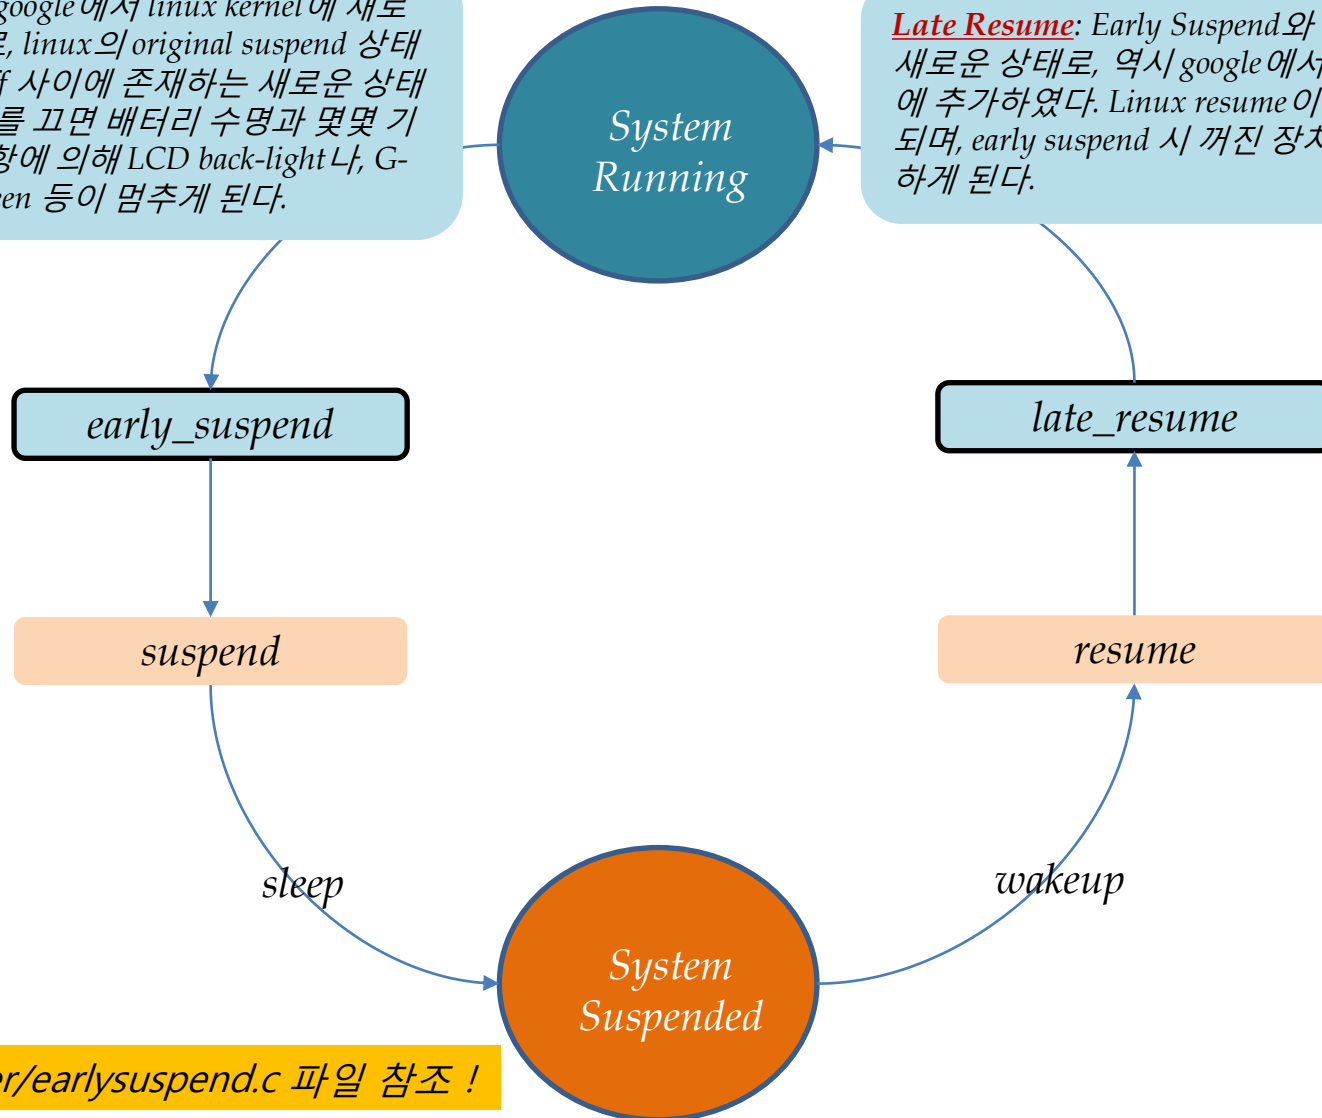 google에서 linux kernel에 새로
linux의 original suspend 상태
사이에 존재하는 새로운 상태
를 끄면 배터리 수명과 몇몇 기
항에 의해 LCD back-light나, G-
een 등이 멈추게 된다.
Late Resume: Early Suspend와
새로운 상태로, 역시 google에서
에 추가하였다. Linux resume이
되며, early suspend 시 꺼진 장치
하게 된다.
System
Running
early_suspend
late_resume
suspend
resume
sleep
wakeup
System
Suspended
er/earlysuspend.c 파일 참조 !